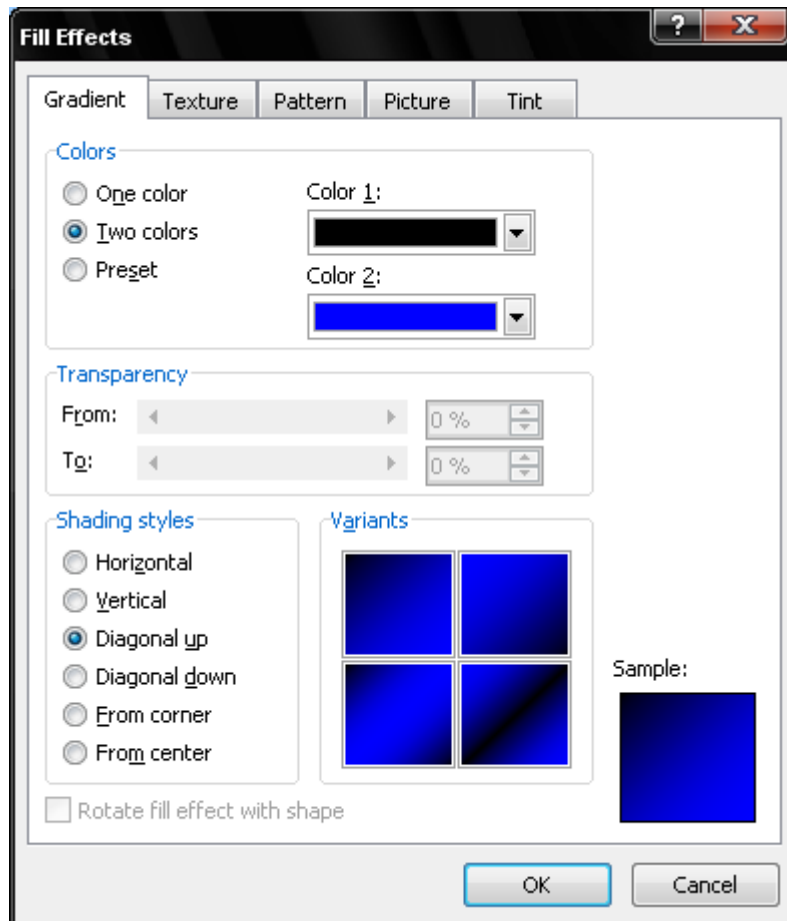 Fill Effects
?
X
Gradient Texture Pattern Picture Tint
Colors
One color
Two colors
Preset
Color 1:
Color 2:
Transparency
From: 0 %
To: 0 %
Shading styles
Horizontal
Vertical
Diagonal up
Diagonal down
From corner
From center
Variants
Sample:
Rotate fill effect with shape
OK Cancel